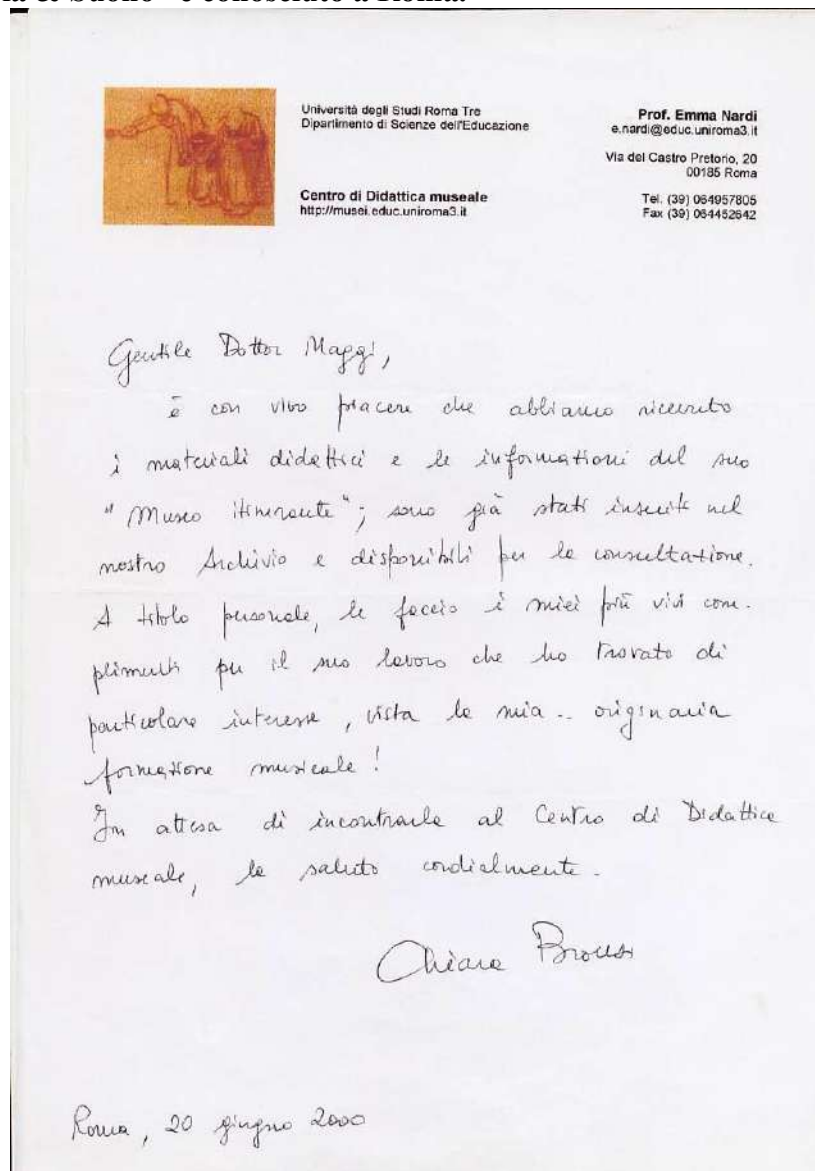 Suono" è conosciuto a Roma.
Università degli Studi Roma Tre
Dipartimento di Scienze dell'Educazione
Centro di Didattica museale
http://musei.educ.uniroma3.it
Prof. Emma Nardi
e.nardi@educ.uniroma3.it
Via del Castro Pretorio, 20
00185 Roma
Tel. (39) 064957805
Fax (39) 064452642
Gentile Dottor Maggi,
è con vivo piacere che abbiamo ricevuto
i materiali didattici e le informazioni del suo
"Museo itinerante"; sono già stati inseriti nel
nostro Archivio e disponibili per la consultazione.
A titolo personale, le faccio i miei più vivi com-
plimenti per il suo lavoro che ho trovato di
particolare interesse, vista la mia .. originaria
formazione musicale!
In attesa di incontrarla al Centro di Didattica
museale, la saluto cordialmente.
Chiara
Roma, 20 giugno 2000